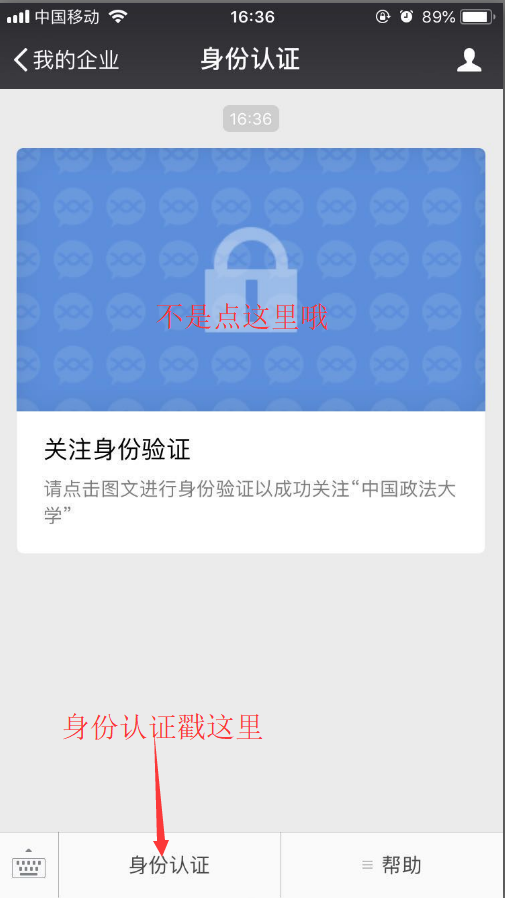 中国移动 16:36 89%
我的企业 身份认证
16:36
不是点这里哦
关注身份验证
请点击图文进行身份验证以成功关注“中国政法大
学”
身份认证戳这里
身份认证 帮助